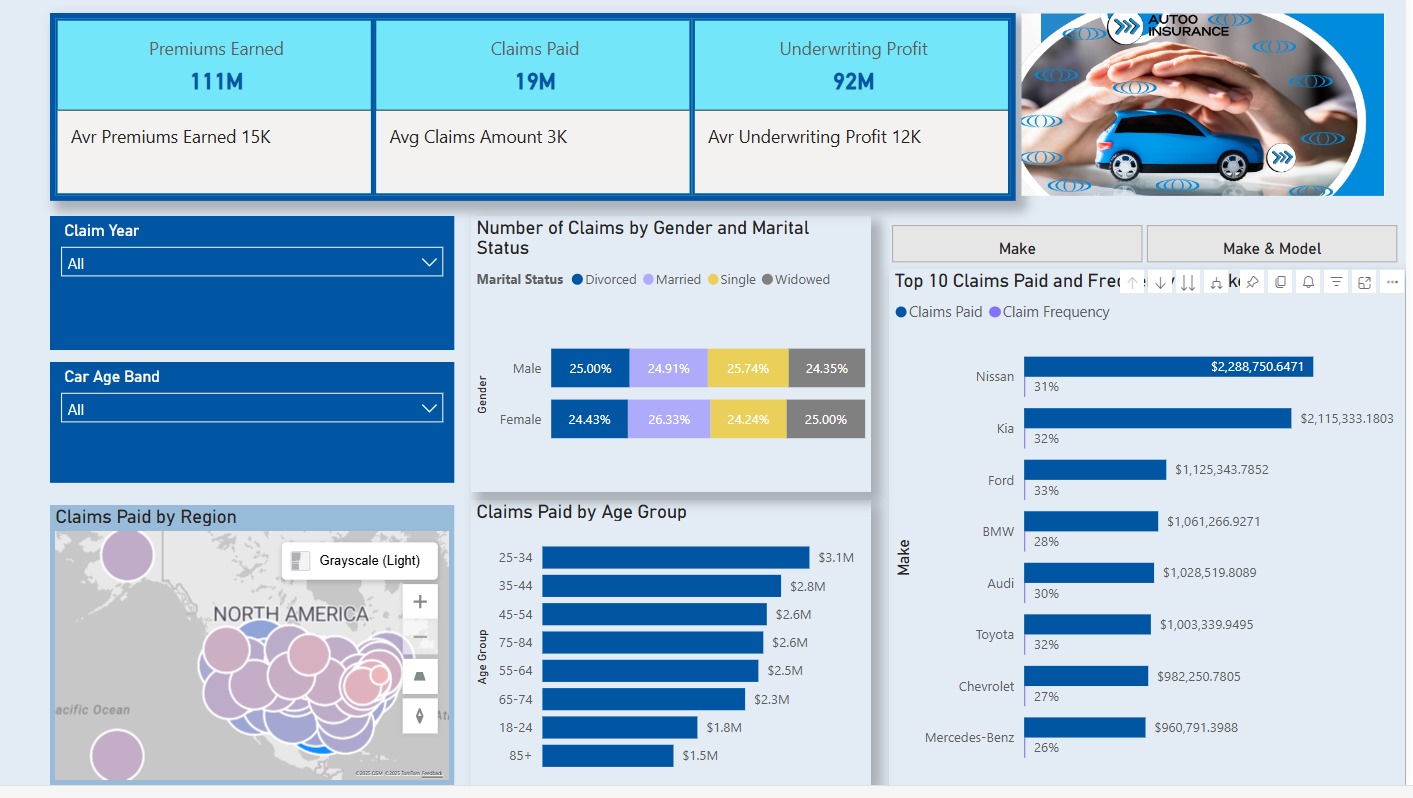 Premiums Earned
111M
Avr Premiums Earned 15K
Claims Paid
19M
Avg Claims Amount 3K
Underwriting Profit
92M
Avr Underwriting Profit 12K
AUTOO
INSURANCE
Claim Year
All
Car Age Band
All
Claims Paid by Region
Grayscale (Light)
NORTH AMERICA
acific Ocean
At
©2025 OSM ©2025 TomTom Feedback
Number of Claims by Gender and Marital
Status
Marital Status Divorced Married Single Widowed
Gender
Male 25.00% 24.91% 25.74% 24.35%
Female 24.43% 26.33% 24.24% 25.00%
Claims Paid by Age Group
Age Group
25-34 $3.1M
35-44 $2.8M
45-54 $2.6M
75-84 $2.6M
55-64 $2.5M
65-74 $2.3M
18-24 $1.8M
85+ $1.5M
Make
Make & Model
Top 10 Claims Paid and Fre
Claims Paid Claim Frequency
Make
Nissan $2,288,750.6471
31%
Kia $2,115,333.1803
32%
Ford $1,125,343.7852
33%
BMW $1,061,266.9271
28%
Audi $1,028,519.8089
30%
Toyota $1,003,339.9495
32%
Chevrolet $982,250.7805
27%
Mercedes-Benz $960,791.3988
26%